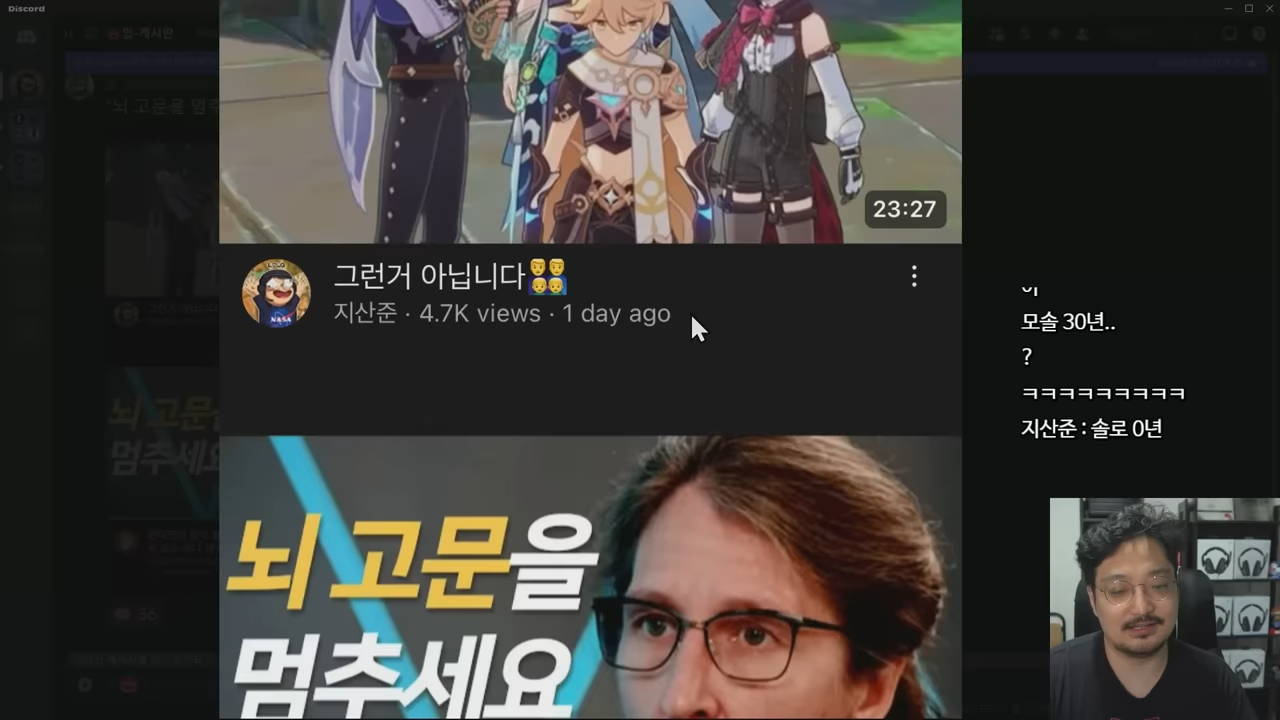 Discord
23:27
그런거 아닙니다
지산준 · 4.7K views · 1 day ago
NASA
뇌 고문을
멈추세요
모솔 30년..
?
ㅋㅋㅋㅋㅋㅋㅋㅋㅋ
지산준 : 솔로 0년